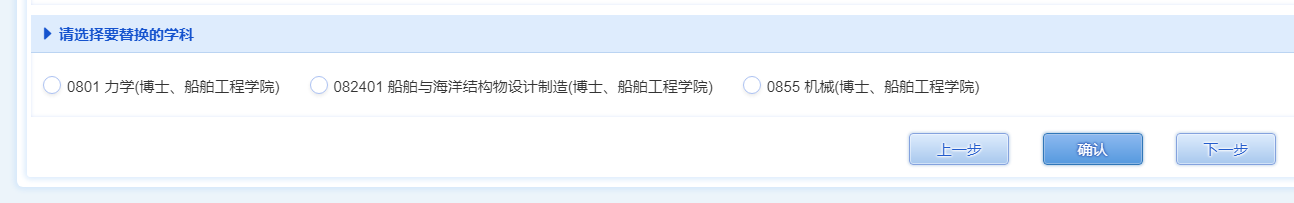 请选择要替换的学科
0801 力学(博士、船舶工程学院) 082401 船舶与海洋结构物设计制造(博士、船舶工程学院) 0855 机械(博士、船舶工程学院)
上一步 确认 下一步